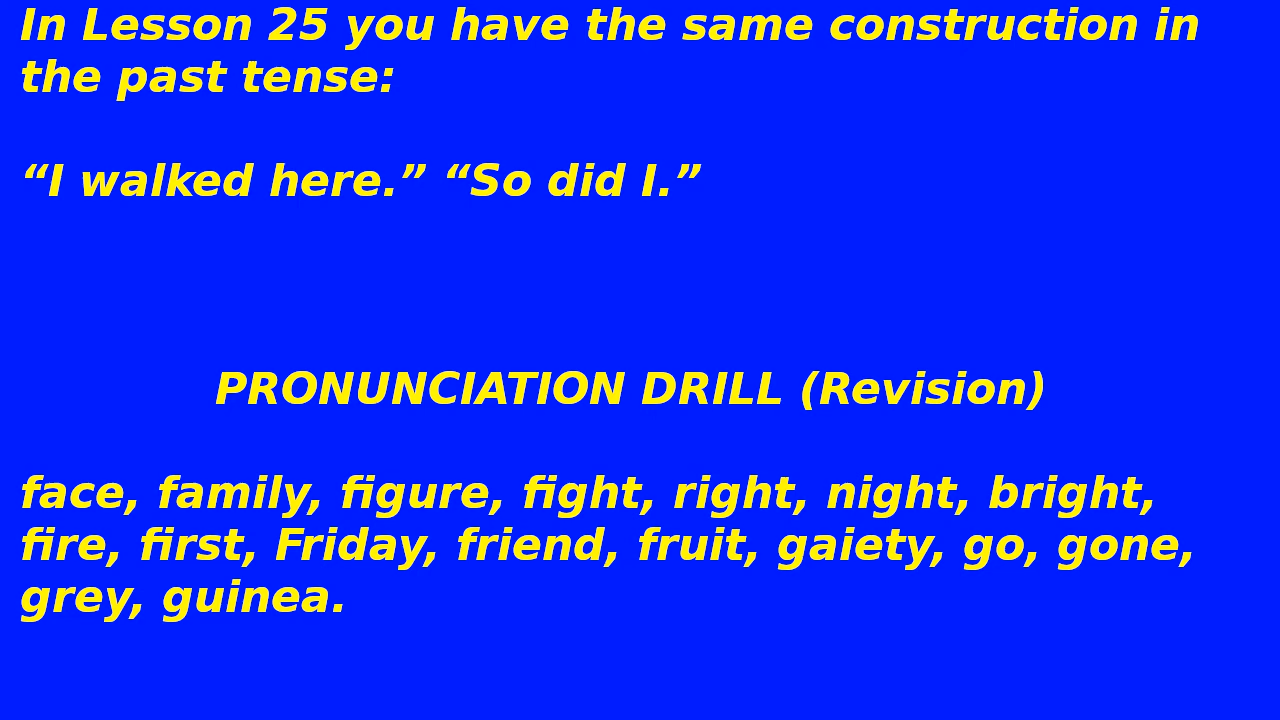 In Lesson 25 you have the same construction in
the past tense:
“I walked here.” “So did I.”
PRONUNCIATION DRILL (Revision)
face, family, figure, fight, right, night, bright,
fire, first, Friday, friend, fruit, gaiety, go, gone,
grey, guinea.